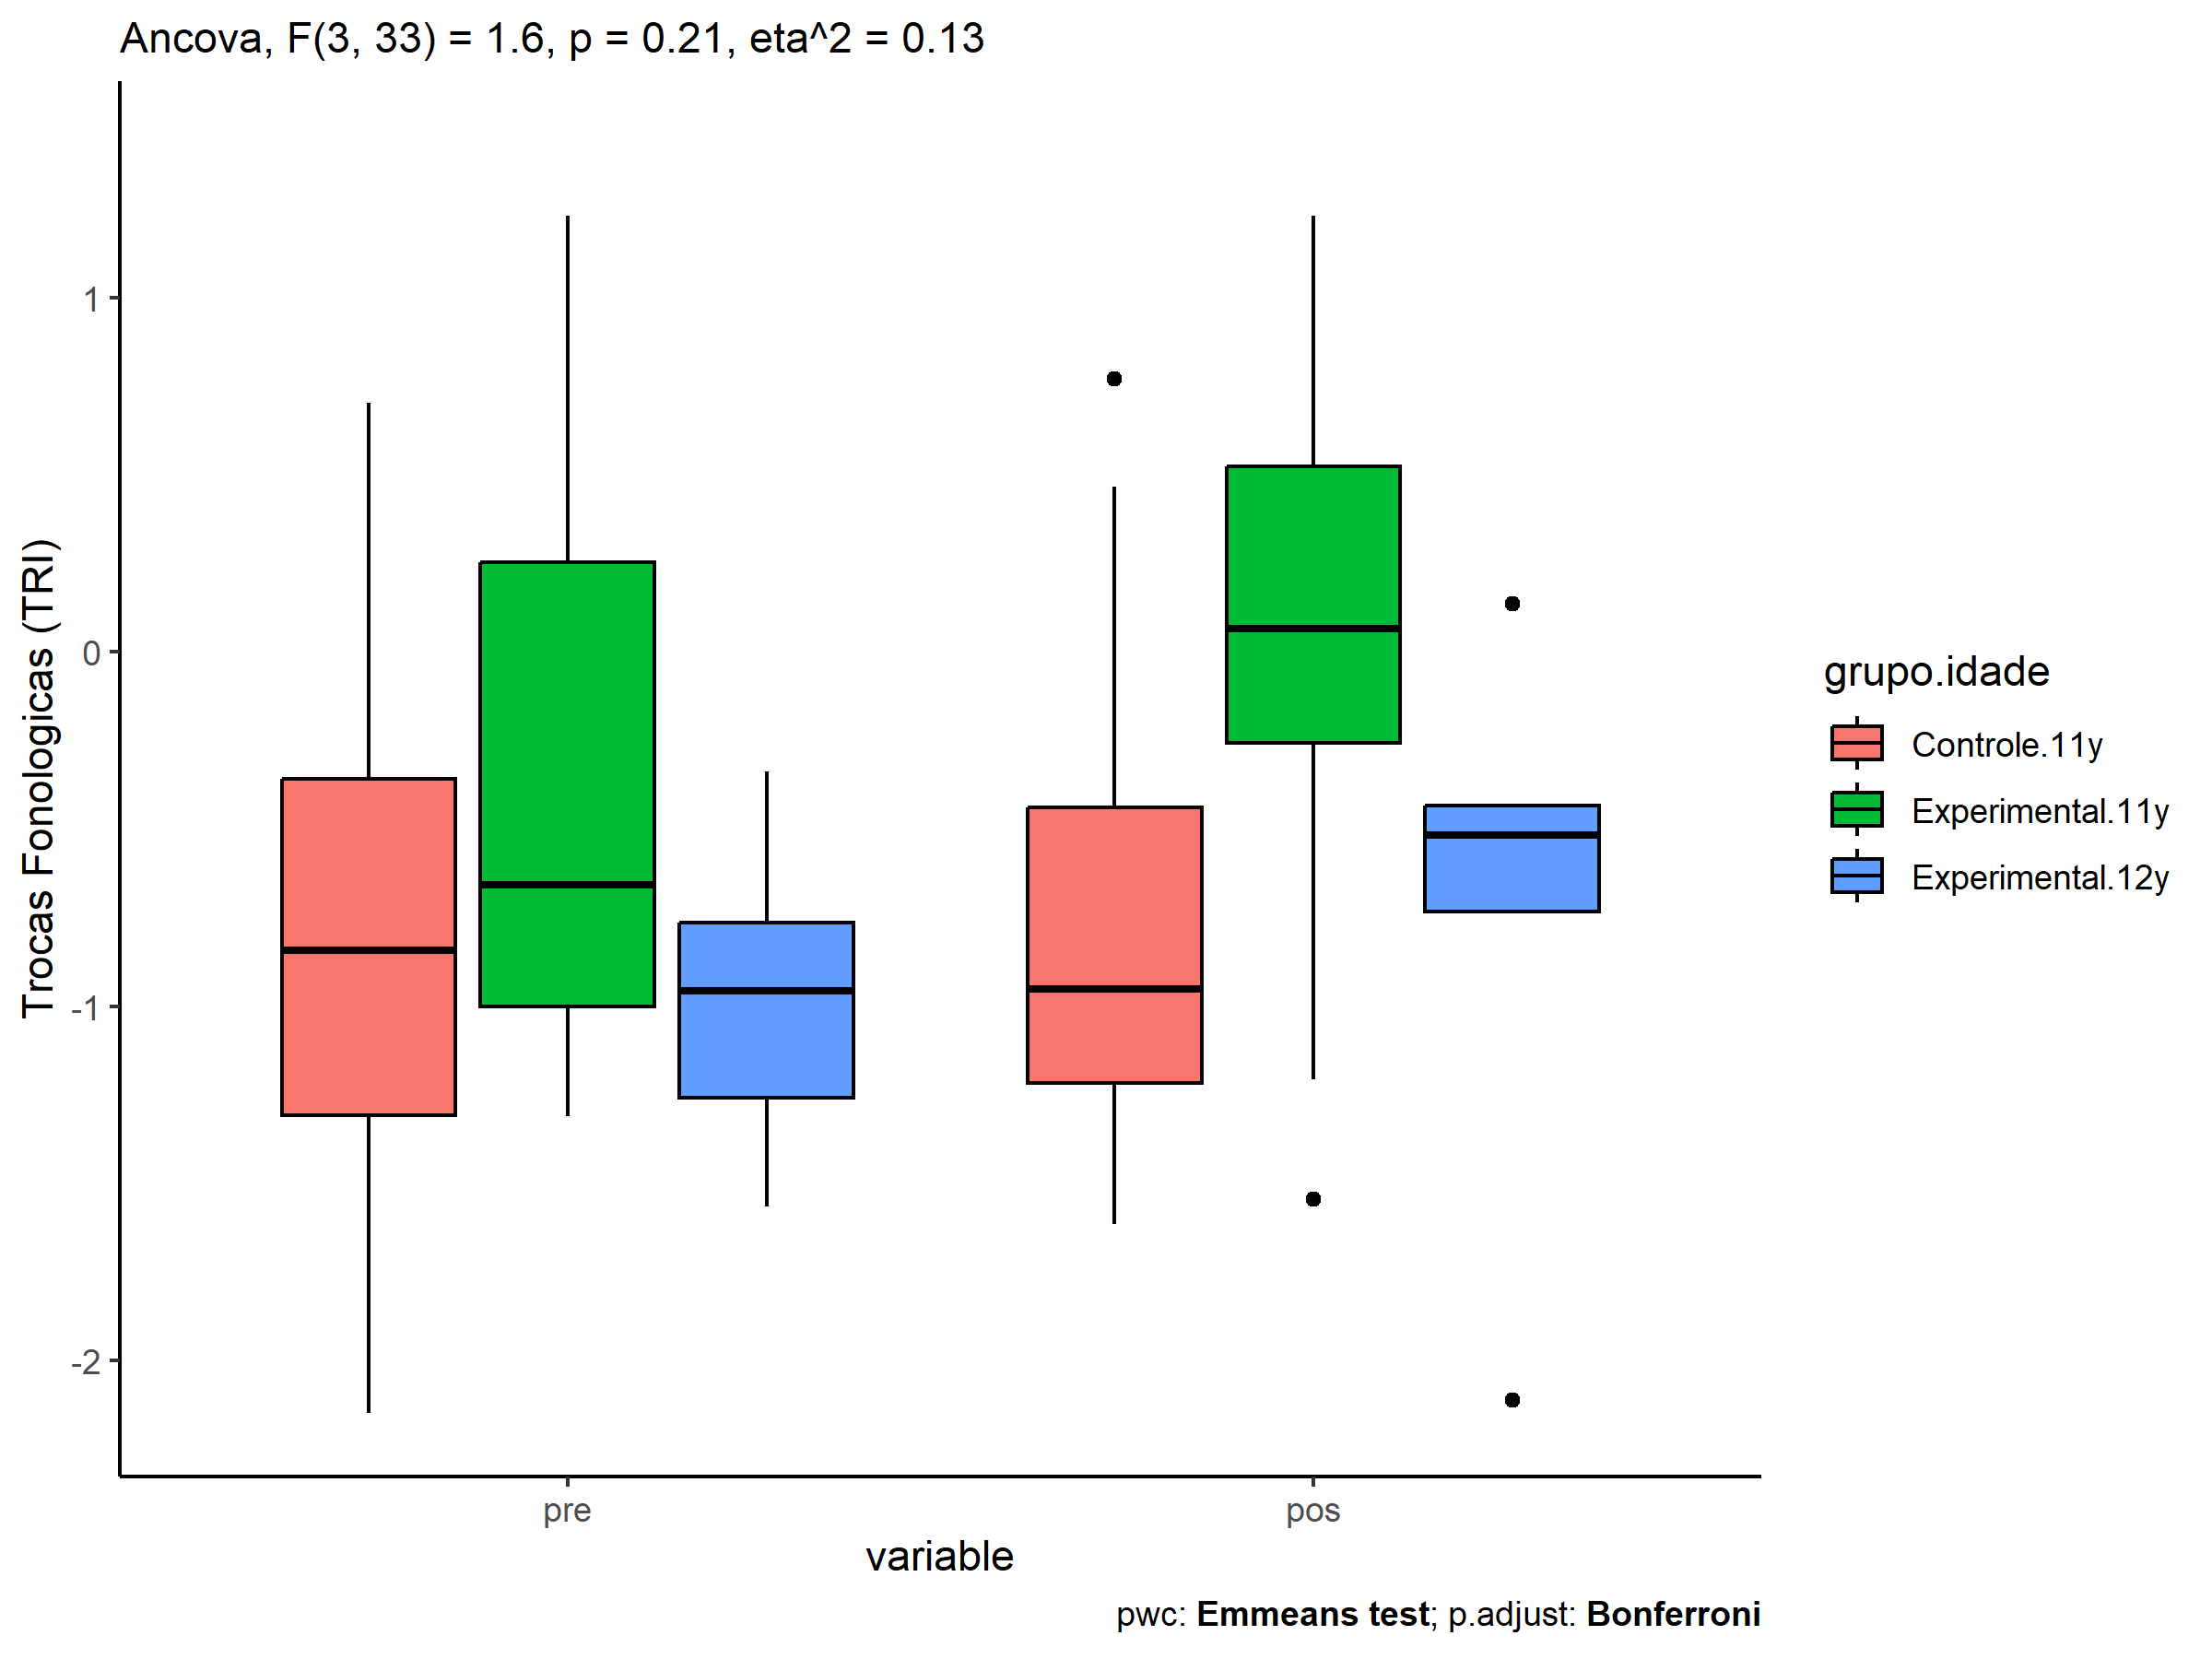 Ancova, F(3, 33) = 1.6, p = 0.21, eta^2 = 0.13
Trocas Fonologicas (TRI)
1
0
-1
-2
pre
pos
variable
grupo.idade
Controle.11y
Experimental.11y
Experimental.12y
pwc: Emmeans test; p.adjust: Bonferroni